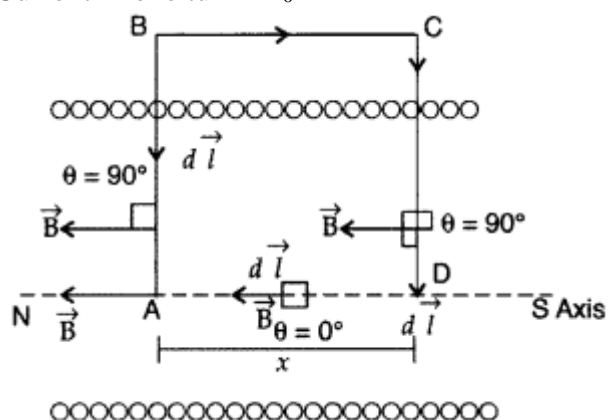 B C
d l
θ = 90°
B B θ = 90°
d l D
N B A B θ = 0° d l S Axis
x